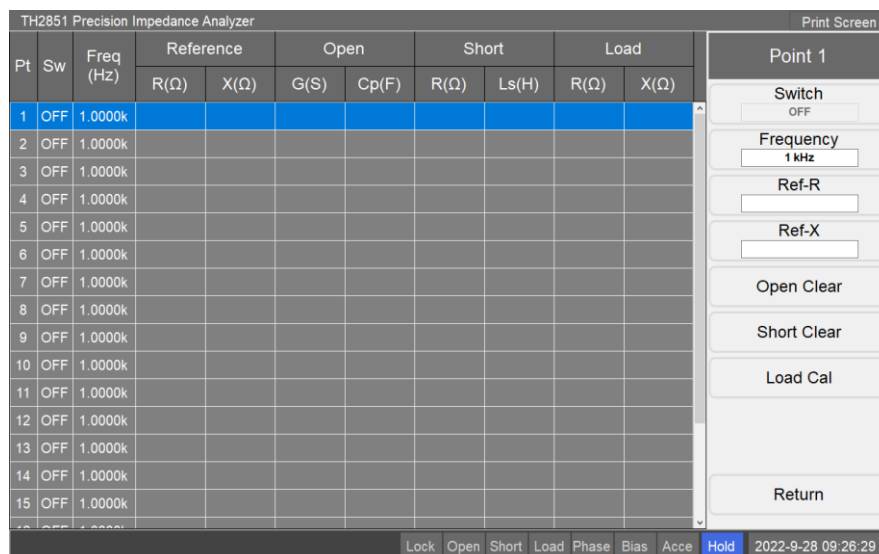 TH2851 Precision Impedance Analyzer Print Screen
Pt Sw Freq (Hz) Reference Open Short Load
R(Ω) X(Ω) G(S) Cp(F) R(Ω) Ls(H) R(Ω) X(Ω)
1 OFF 1.0000k
2 OFF 1.0000k
3 OFF 1.0000k
4 OFF 1.0000k
5 OFF 1.0000k
6 OFF 1.0000k
7 OFF 1.0000k
8 OFF 1.0000k
9 OFF 1.0000k
10 OFF 1.0000k
11 OFF 1.0000k
12 OFF 1.0000k
13 OFF 1.0000k
14 OFF 1.0000k
15 OFF 1.0000k
Point 1
Switch
OFF
Frequency
1 kHz
Ref-R
Ref-X
Open Clear
Short Clear
Load Cal
Return
Lock Open Short Load Phase Bias Acce Hold 2022-9-28 09:26:29